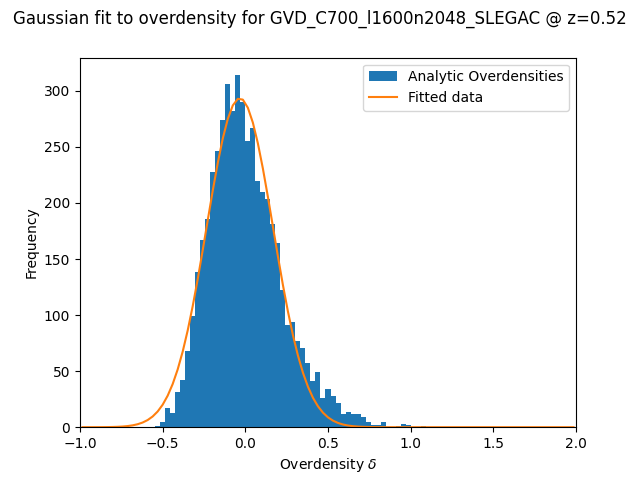 Gaussian fit to overdensity for GVD_C700_l1600n2048_SLEGAC @ z=0.52
Analytic Overdensities
Fitted data
Frequency
300
250
200
150
100
50
0
−1.0 −0.5 0.0 0.5 1.0 1.5 2.0
Overdensity δ